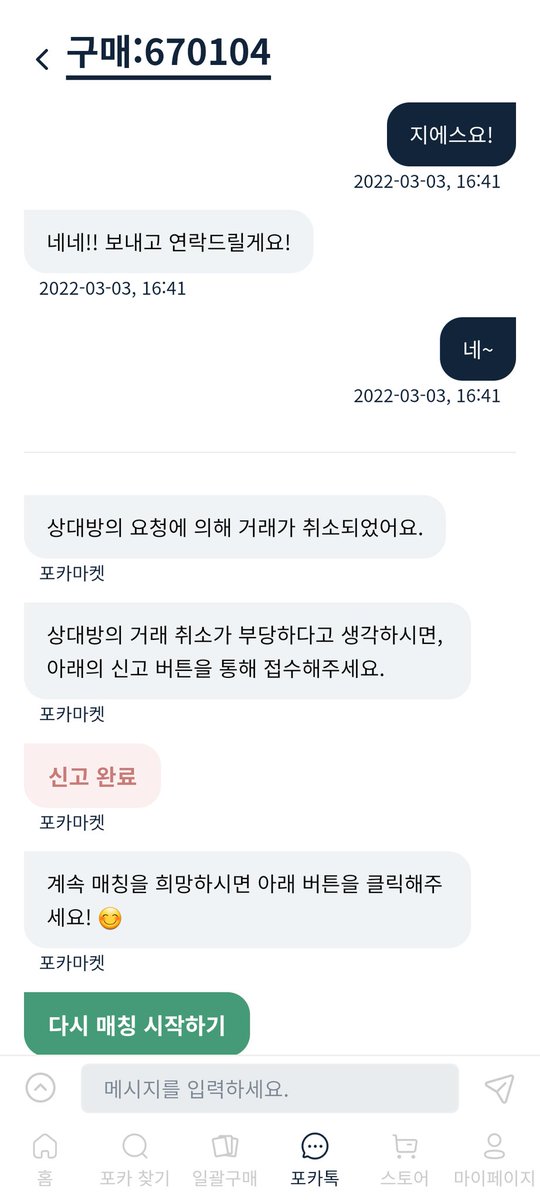 구매:670104
지에스요!
2022-03-03, 16:41
네네!! 보내고 연락드릴게요!
2022-03-03, 16:41
네~
2022-03-03, 16:41
상대방의 요청에 의해 거래가 취소되었어요.
포카마켓
상대방의 거래 취소가 부당하다고 생각하시면,
아래의 신고 버튼을 통해 접수해주세요.
포카마켓
신고 완료
포카마켓
계속 매칭을 희망하시면 아래 버튼을 클릭해주
세요! 😊
포카마켓
다시 매칭 시작하기
메시지를 입력하세요.
홈 포카 찾기 일괄구매 포카톡 스토어 마이페이지